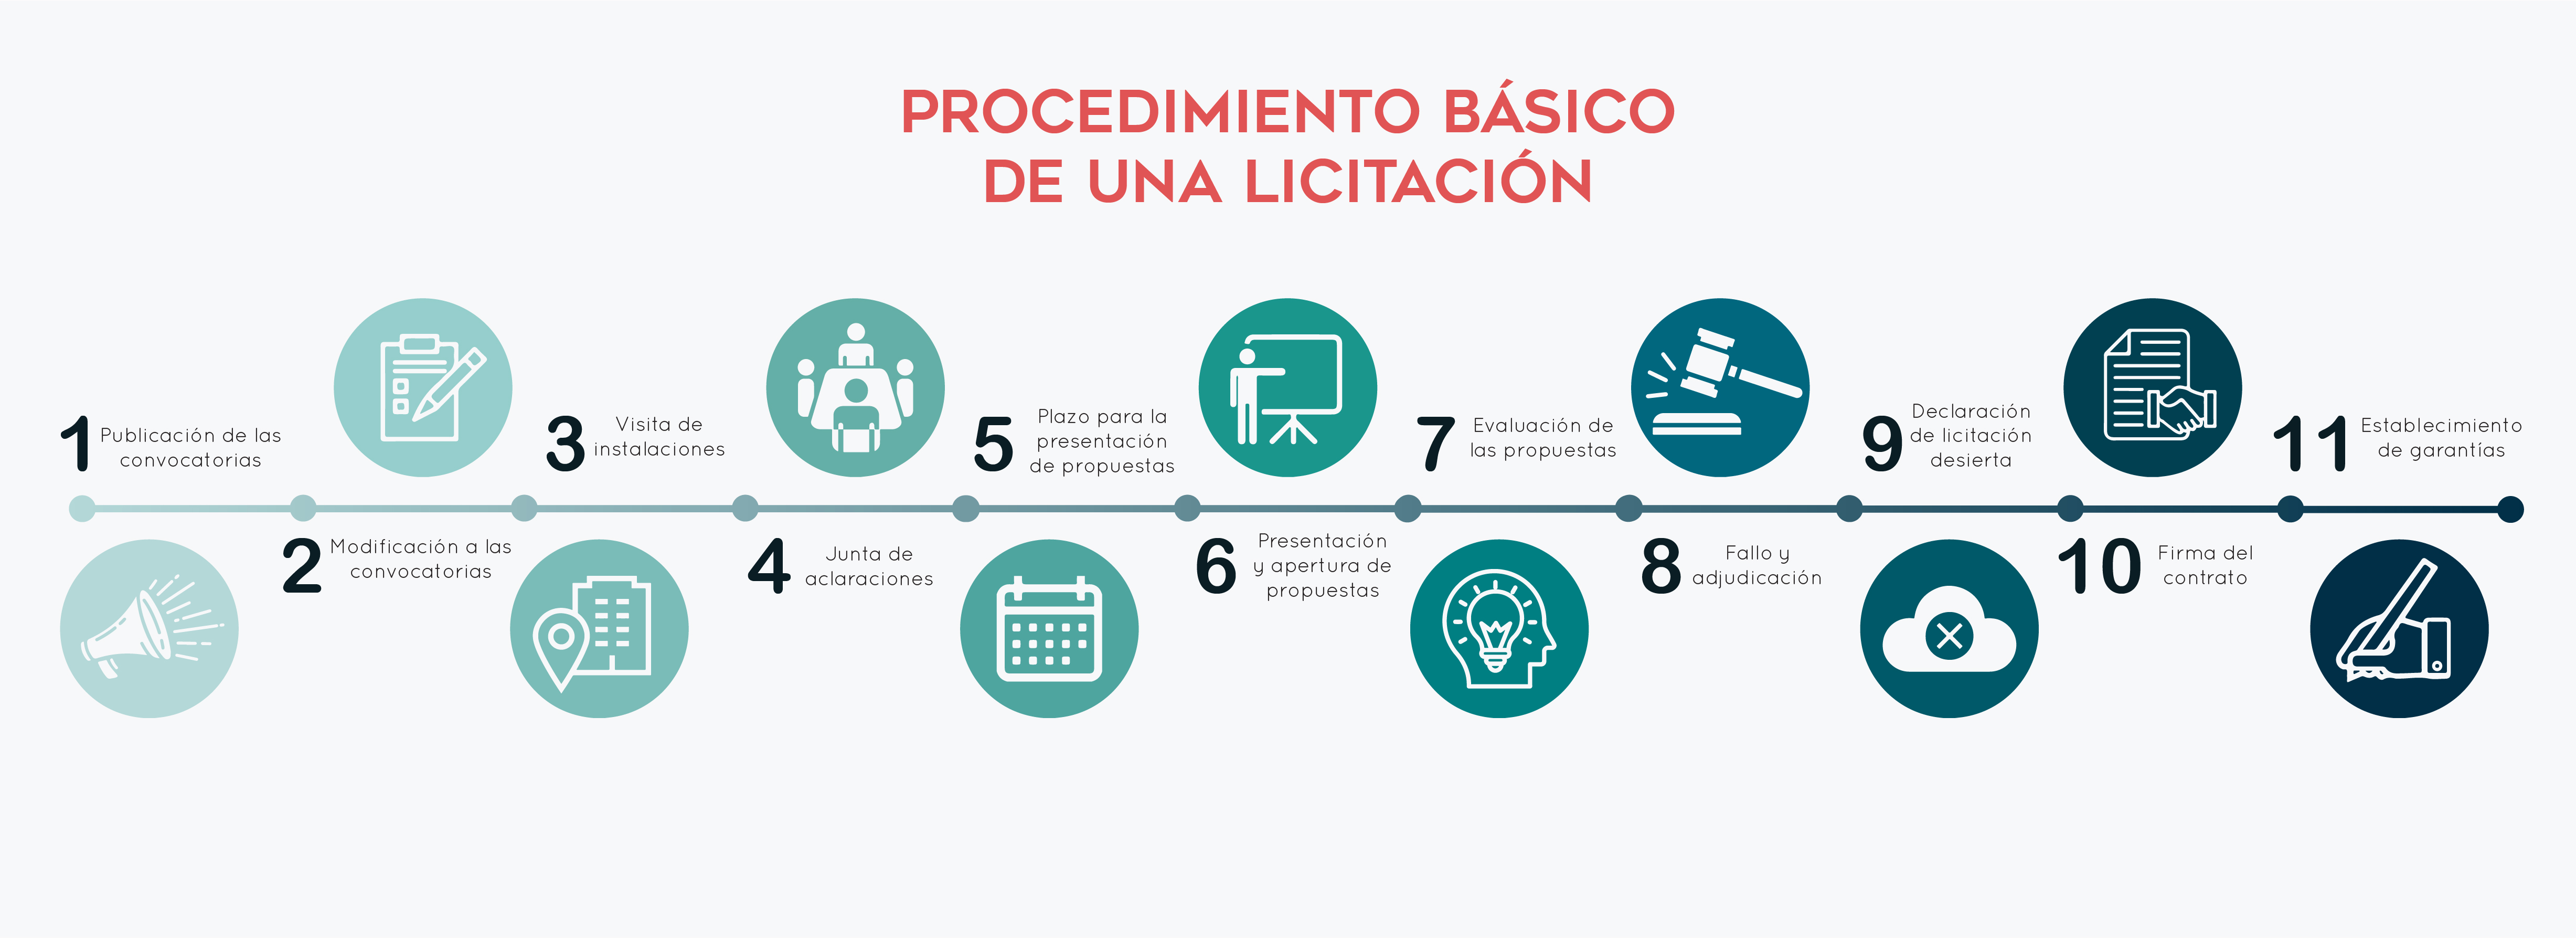 PROCEDIMIENTO BÁSICO
DE UNA LICITACIÓN
1
Publicación de las
convocatorias
2
Modificación a las
convocatorias
3
Visita de
instalaciones
4
Junta de
aclaraciones
5
Plazo para la
presentación
de propuestas
6
Presentación
y apertura de
propuestas
7
Evaluación de
las propuestas
8
Fallo y
adjudicación
9
Declaración
de licitación
desierta
10
Firma del
contrato
11
Establecimiento
de garantías